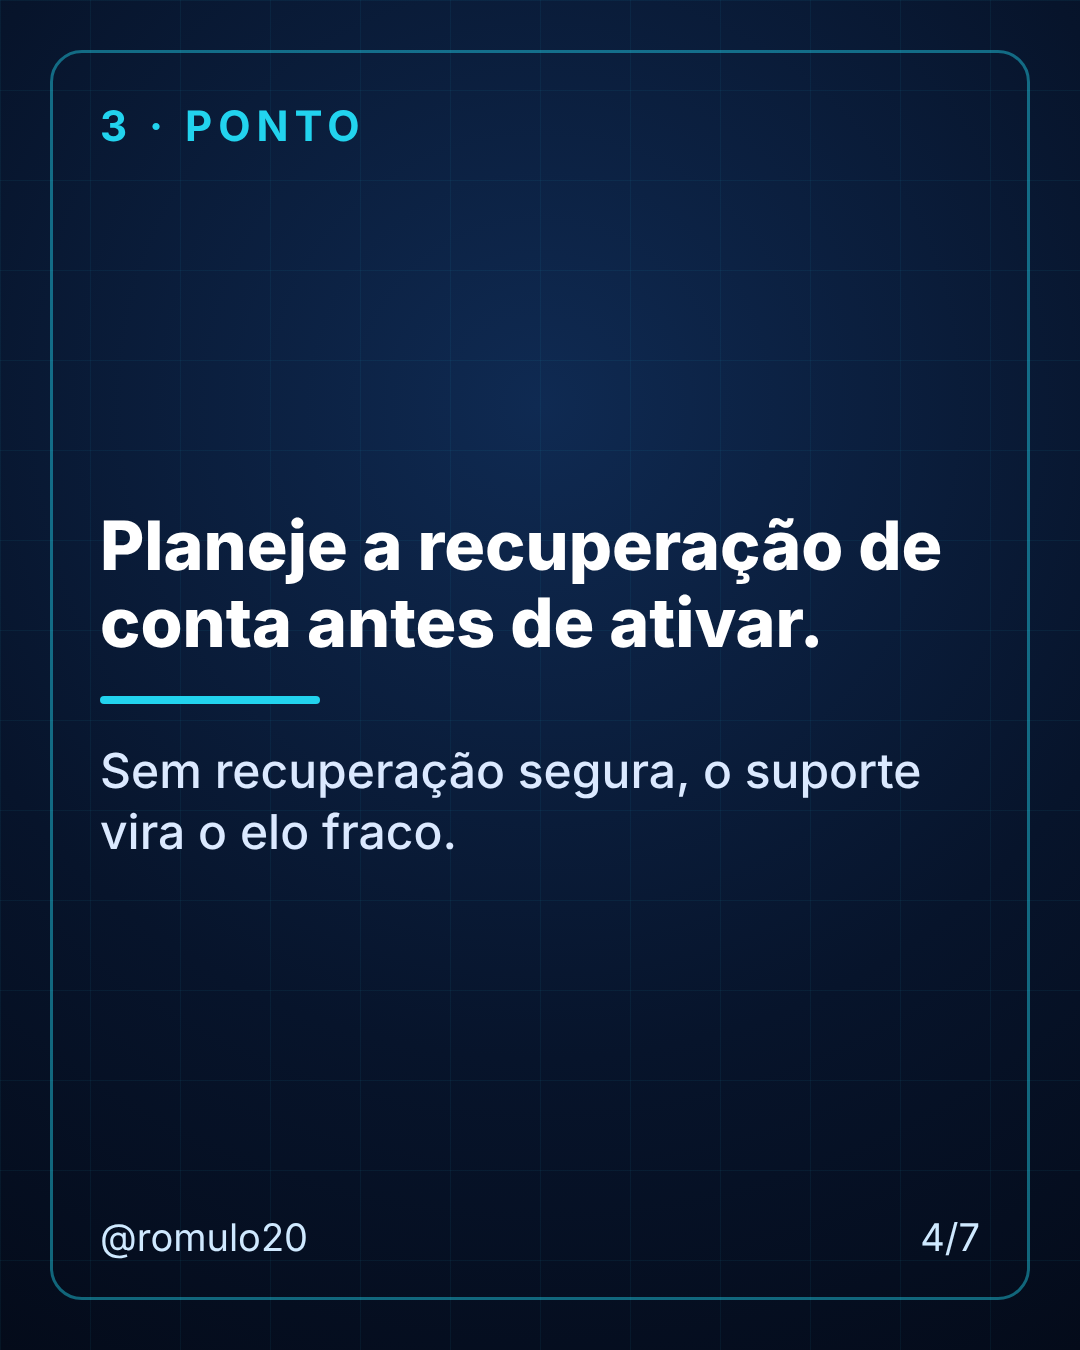 3 · PONTO
Planeje a recuperação de
conta antes de ativar.
Sem recuperação segura, o suporte
vira o elo fraco.
@romulo20
4/7